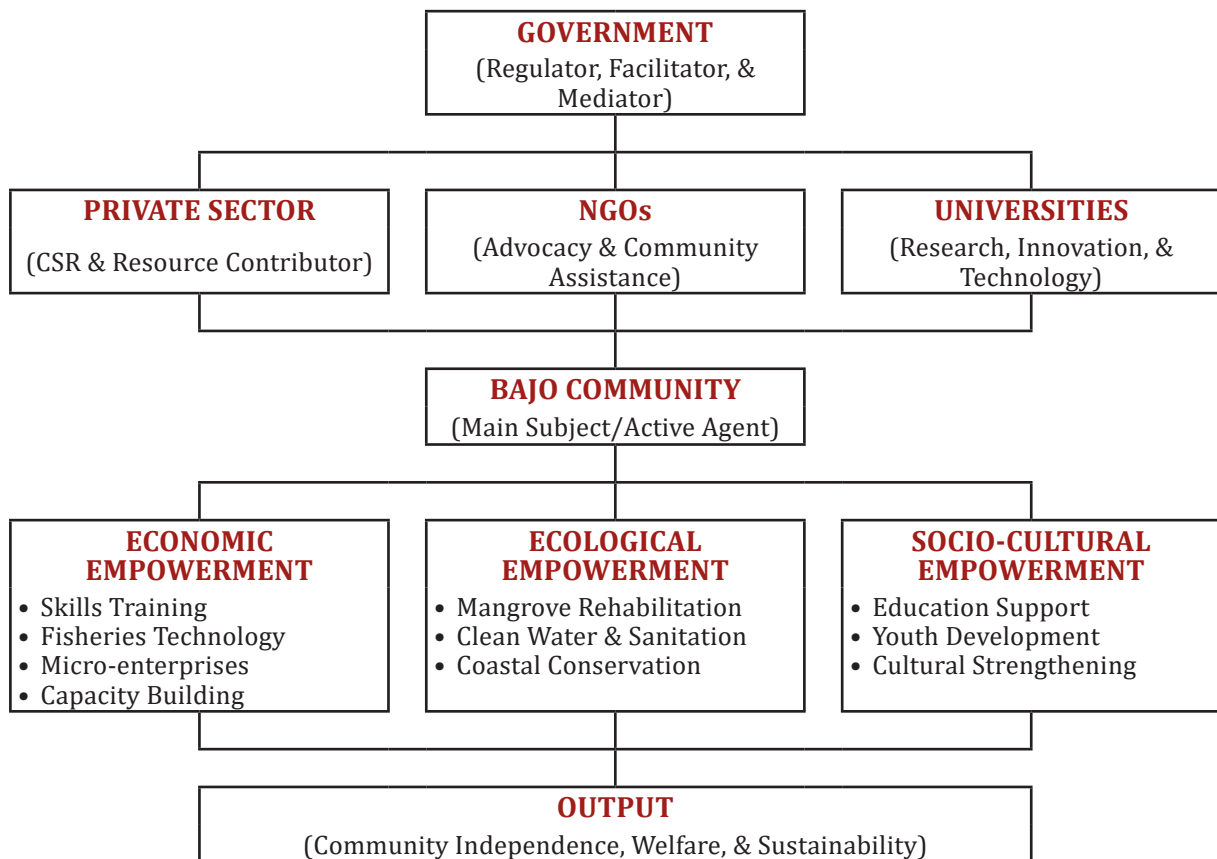 GOVERNMENT
(Regulator, Facilitator, &
Mediator)
PRIVATE SECTOR
(CSR & Resource Contributor)
NGOs
(Advocacy & Community
Assistance)
UNIVERSITIES
(Research, Innovation, &
Technology)
BAJO COMMUNITY
(Main Subject/Active Agent)
ECONOMIC
EMPOWERMENT
• Skills Training
• Fisheries Technology
• Micro-enterprises
• Capacity Building
ECOLOGICAL
EMPOWERMENT
• Mangrove Rehabilitation
• Clean Water & Sanitation
• Coastal Conservation
SOCIO-CULTURAL
EMPOWERMENT
• Education Support
• Youth Development
• Cultural Strengthening
OUTPUT
(Community Independence, Welfare, & Sustainability)